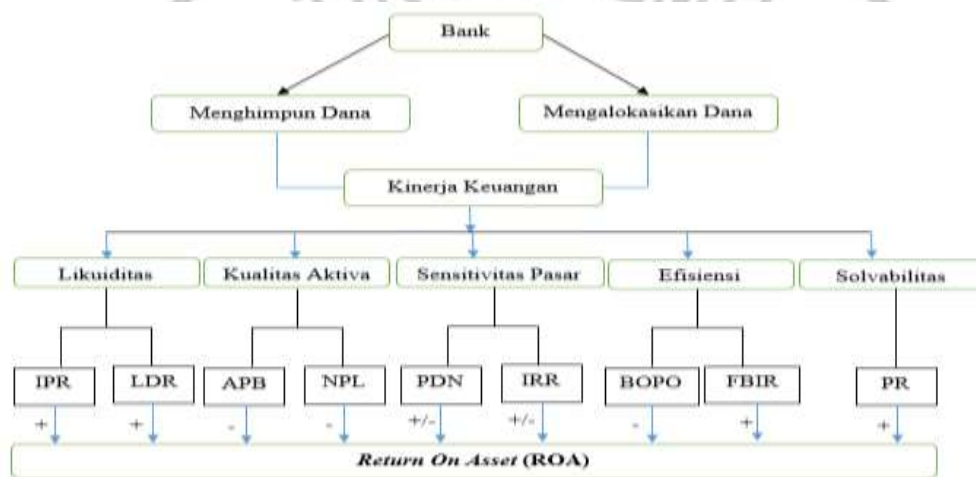 Bank
Menghimpun Dana
Mengalokasikan Dana
Kinerja Keuangan
Likuiditas
Kualitas Aktiva
Sensitivitas Pasar
Efisiensi
Solvabilitas
IPR
LDR
APB
NPL
PDN
IRR
BOPO
FBIR
PR
+
+
-
-
+/-
+/-
-
+
+
Return On Asset (ROA)